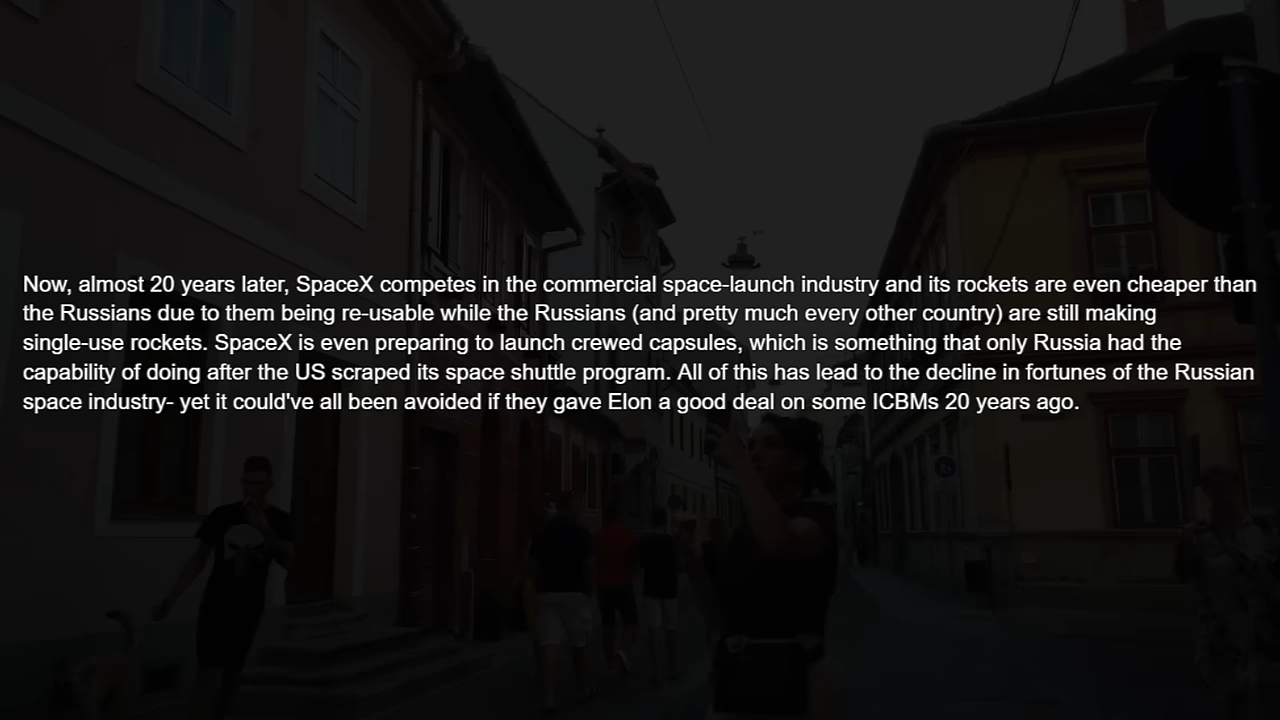 Now, almost 20 years later, SpaceX competes in the commercial space-launch industry and its rockets are even cheaper than
the Russians due to them being re-usable while the Russians (and pretty much every other country) are still making
single-use rockets. SpaceX is even preparing to launch crewed capsules, which is something that only Russia had the
capability of doing after the US scraped its space shuttle program. All of this has lead to the decline in fortunes of the Russian
space industry- yet it could've all been avoided if they gave Elon a good deal on some ICBMs 20 years ago.